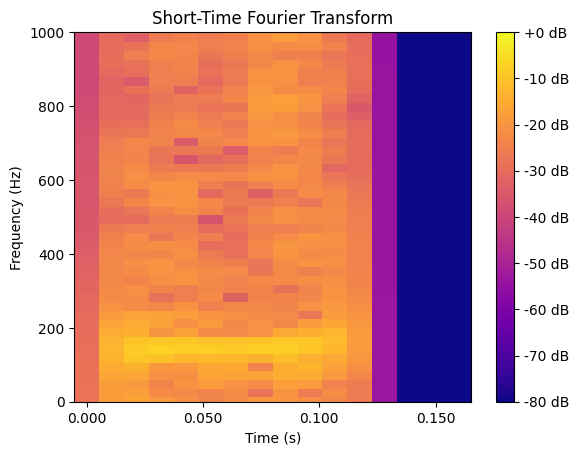 Short-Time Fourier Transform
1000
800
600
400
200
0
Frequency (Hz)
0.000
0.050
0.100
0.150
Time (s)
+0 dB
-10 dB
-20 dB
-30 dB
-40 dB
-50 dB
-60 dB
-70 dB
-80 dB